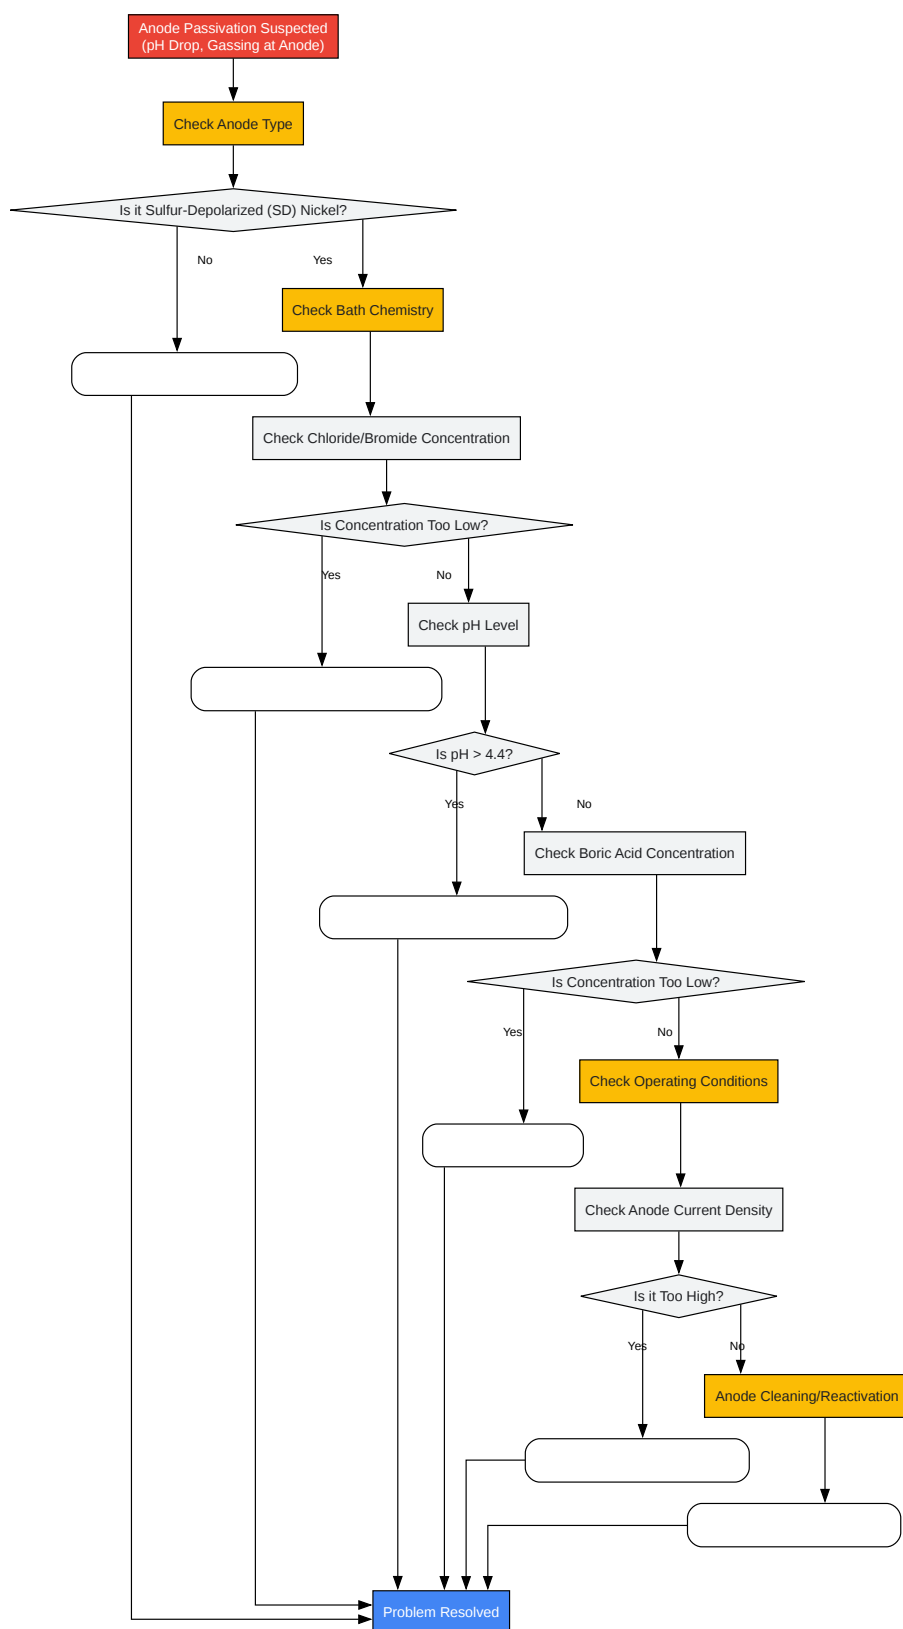 Anode Passivation Suspected
(pH Drop, Gassing at Anode)
Check Anode Type
Is it Sulfur-Depolarized (SD) Nickel?
No
Yes
Check Bath Chemistry
Check Chloride/Bromide Concentration
Is Concentration Too Low?
Yes
No
Check pH Level
Is pH > 4.4?
Yes
No
Check Boric Acid Concentration
Is Concentration Too Low?
Yes
No
Check Operating Conditions
Check Anode Current Density
Is it Too High?
Yes
No
Anode Cleaning/Reactivation
Problem Resolved